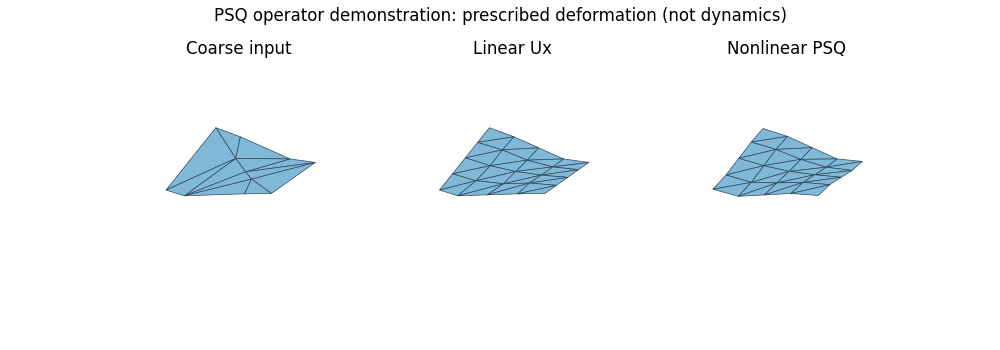 PSQ operator demonstration: prescribed deformation (not dynamics)
Coarse input
Linear Ux
Nonlinear PSQ